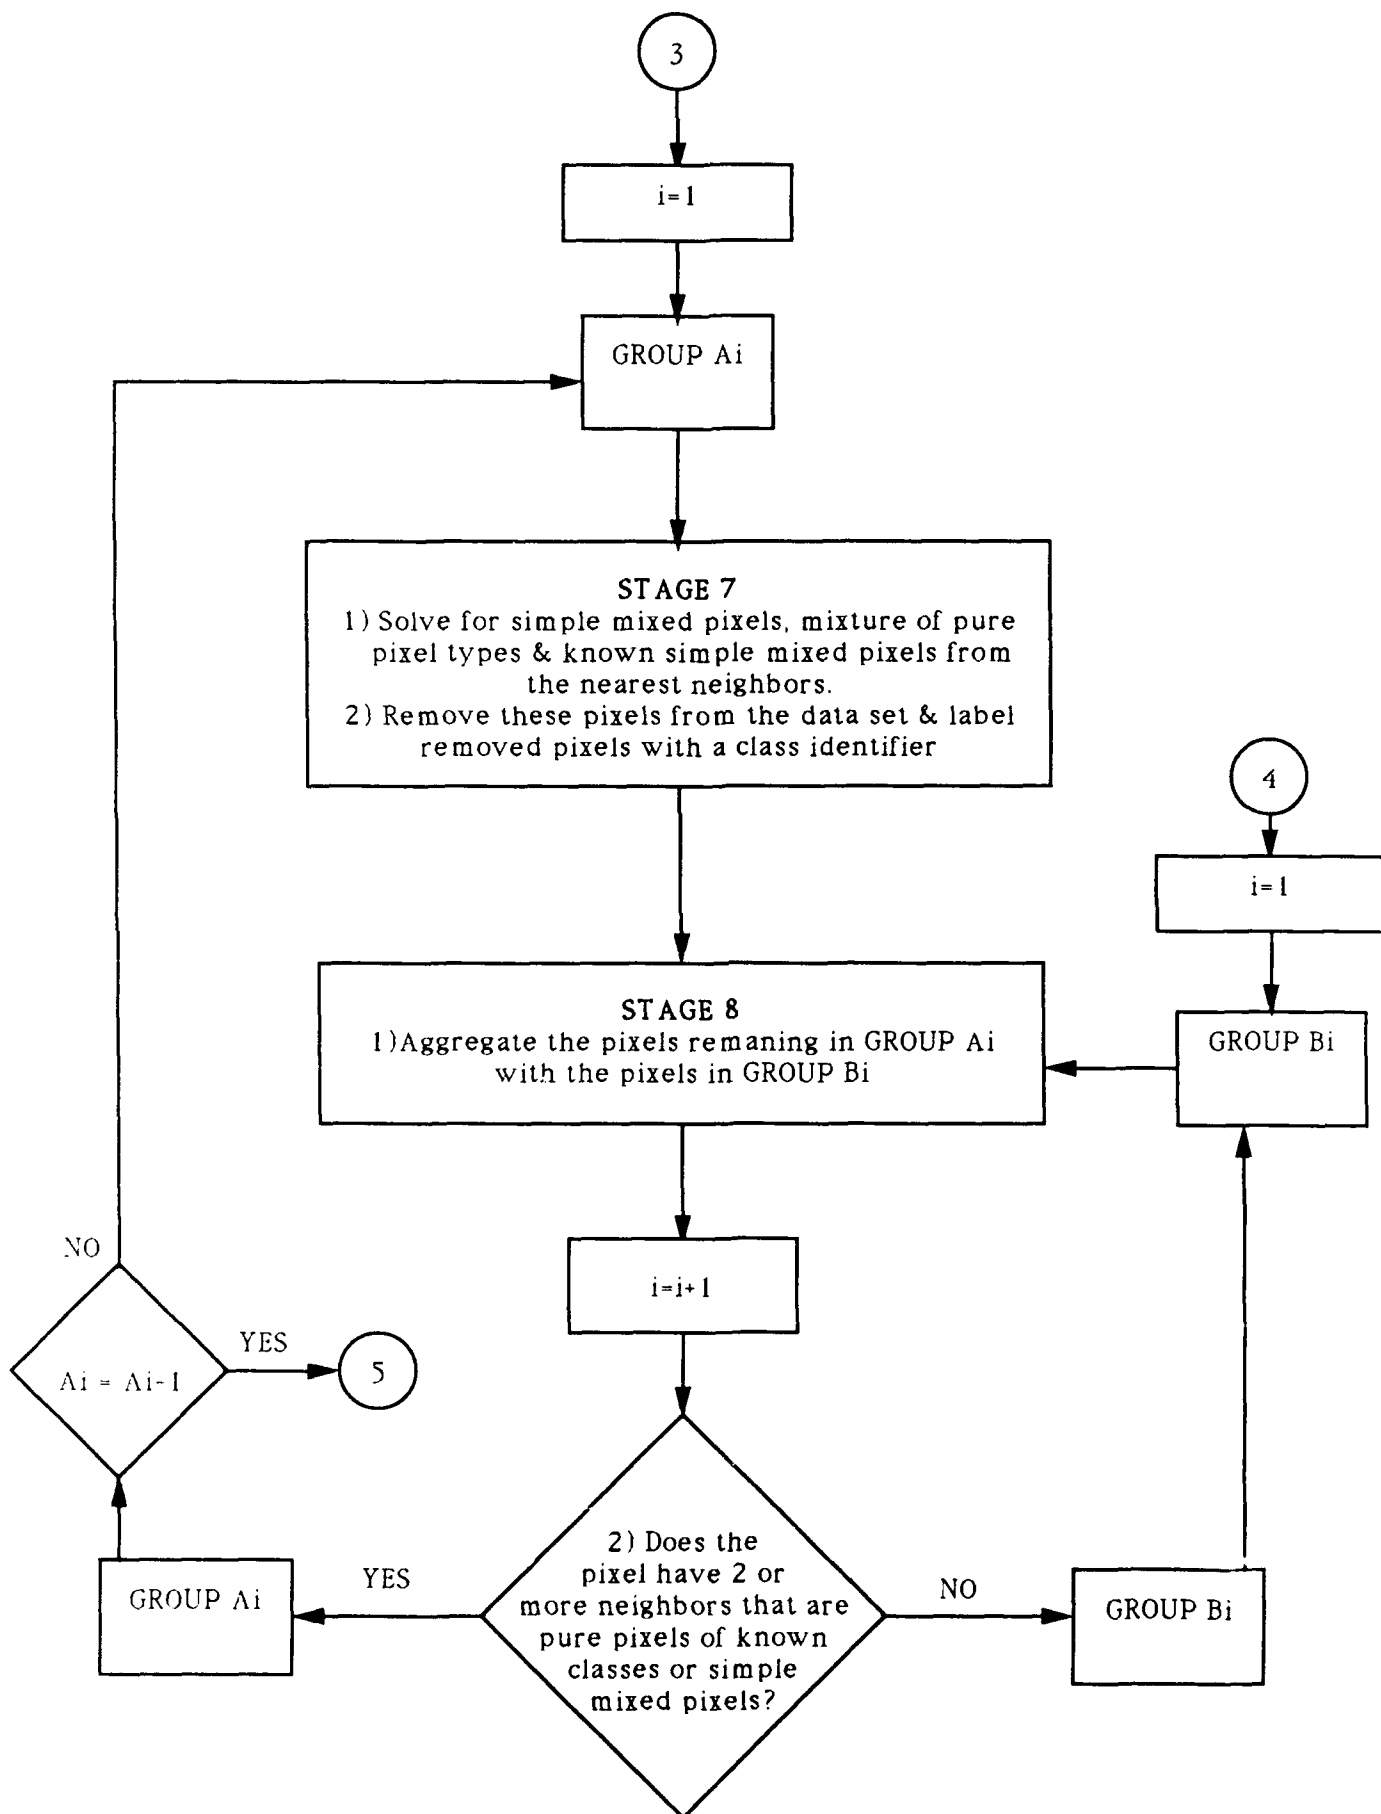 3
i=1
GROUP Ai
STAGE 7
1) Solve for simple mixed pixels, mixture of pure
pixel types & known simple mixed pixels from
the nearest neighbors.
2) Remove these pixels from the data set & label
removed pixels with a class identifier
4
i=1
STAGE 8
1)Aggregate the pixels remaning in GROUP Ai
with the pixels in GROUP Bi
GROUP Bi
i=i+1
NO
Ai = Ai-1
YES
5
2) Does the
pixel have 2 or
more neighbors that are
pure pixels of known
classes or simple
mixed pixels?
YES
GROUP Ai
NO
GROUP Bi